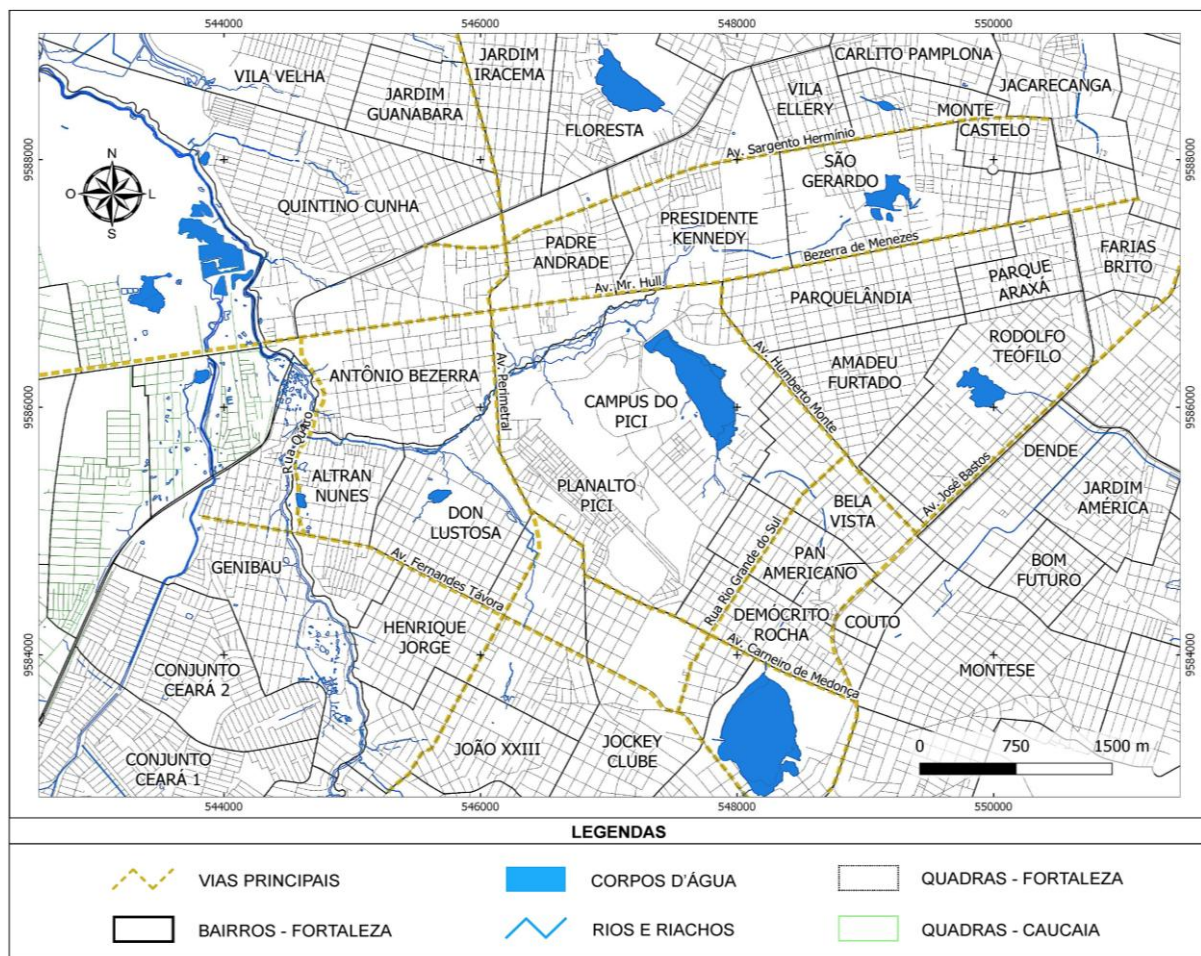 544000
546000
548000
550000
CARLITO PAMPLONA
JARDIM
IRACEMA
VILA VELHA
JACARECANGA
VILA
ELLERY
JARDIM
GUANABARA
MONTE
CASTELO
FLORESTA
9588000
9588000
Av. Sargento Hermínio
N
O
L
S
SÃO
GERARDO
QUINTINO CUNHA
PRESIDENTE
KENNEDY
PADRE
ANDRADE
Bezerra de Menezes
FARIAS
BRITO
PARQUE
ARAXÁ
Av. Mr. Hull
PARQUELÂNDIA
RODOLFO
TEÓFILO
Av. Humberto Monte
AMADEU
FURTADO
ANTÔNIO BEZERRA
Av. Perimetral
CAMPUS DO
PICI
9586000
9586000
Rua Quino
DENDE
ALTRAN
NUNES
PLANALTO
PICI
Av. José Bastos
JARDIM
AMÉRICA
BELA
VISTA
DON
LUSTOSA
Rua Rio Grande do Sul
PAN
AMERICANO
BOM
FUTURO
GENIBAU
Av. Fernandes Távora
DEMÓCRITO
ROCHA
COUTO
HENRIQUE
JORGE
Av. Carneiro de Medonça
9584000
9584000
CONJUNTO
CEARÁ 2
MONTESE
JOÃO XXIII
JOCKEY
CLUBE
0 750 1500 m
CONJUNTO
CEARÁ 1
544000
546000
548000
550000
LEGENDAS
VIAS PRINCIPAIS
CORPOS D'ÁGUA
QUADRAS - FORTALEZA
BAIRROS - FORTALEZA
RIOS E RIACHOS
QUADRAS - CAUCAIA